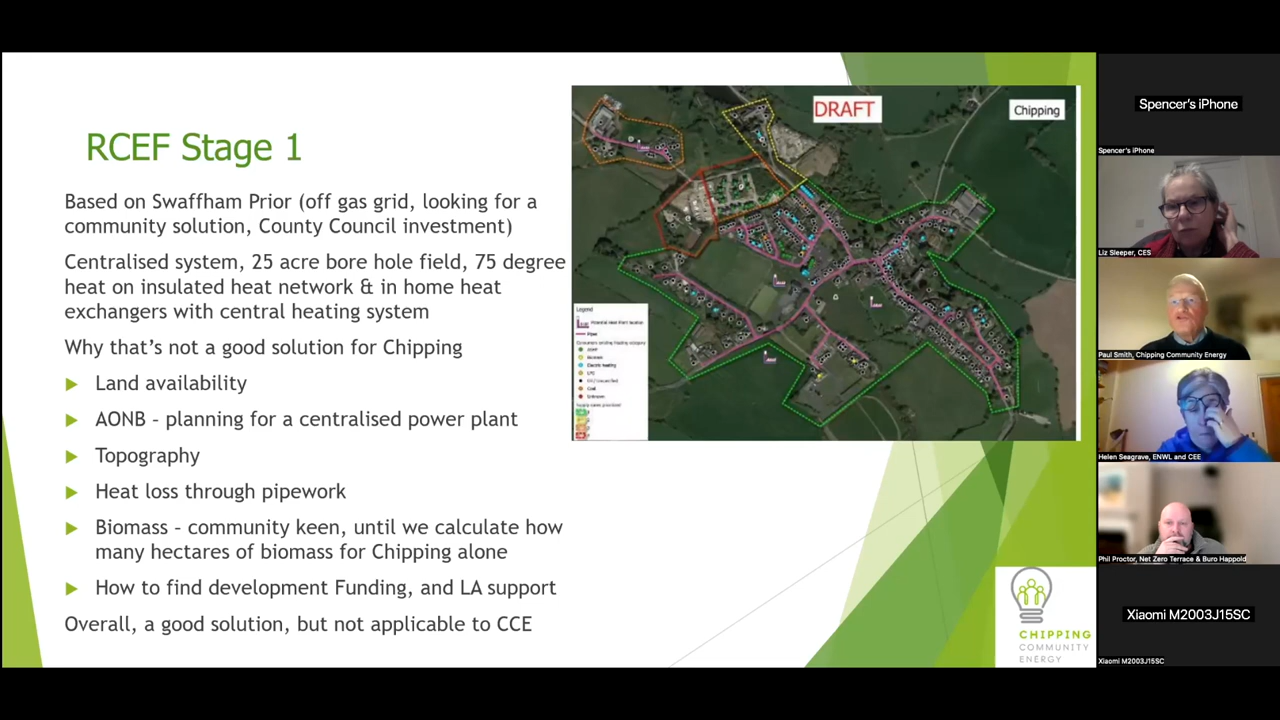 RCEF Stage 1
Based on Swaffham Prior (off gas grid, looking for a
community solution, County Council investment)
Centralised system, 25 acre bore hole field, 75 degree
heat on insulated heat network & in home heat
exchangers with central heating system
Why that's not a good solution for Chipping
Land availability
AONB - planning for a centralised power plant
Topography
Heat loss through pipework
Biomass - community keen, until we calculate how
many hectares of biomass for Chipping alone
How to find development Funding, and LA support
Overall, a good solution, but not applicable to CCE
DRAFT
Chipping
Legend
CHIPPING
COMMUNITY
ENERGY
Spencer's iPhone
Spencer's iPhone
Liz Sleeper, CES
Paul Smith, Chipping Community Energy
Helen Seagrave, ENWL and CEE
Phil Proctor, Net Zero Terrace & Buro Happold
Xiaomi M2003J15SC
Xiaomi M2003J15SC